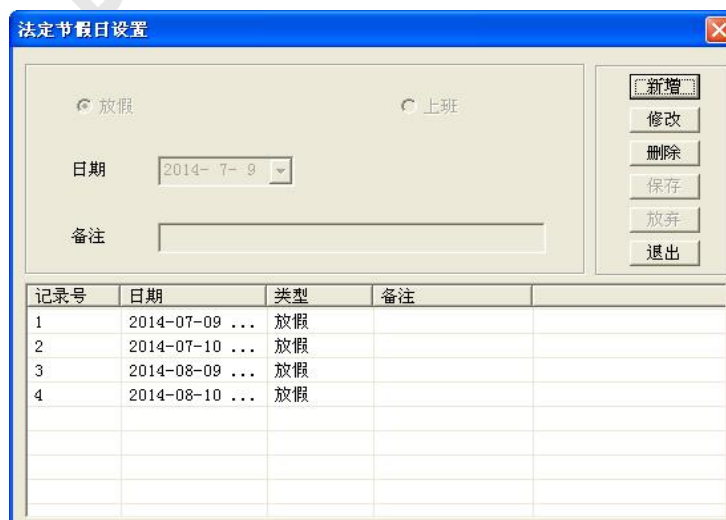 法定节假日设置
放假 上班
日期 2014- 7- 9
备注
新增
修改
删除
保存
放弃
退出
记录号 日期 类型 备注
1 2014-07-09 ... 放假
2 2014-07-10 ... 放假
3 2014-08-09 ... 放假
4 2014-08-10 ... 放假